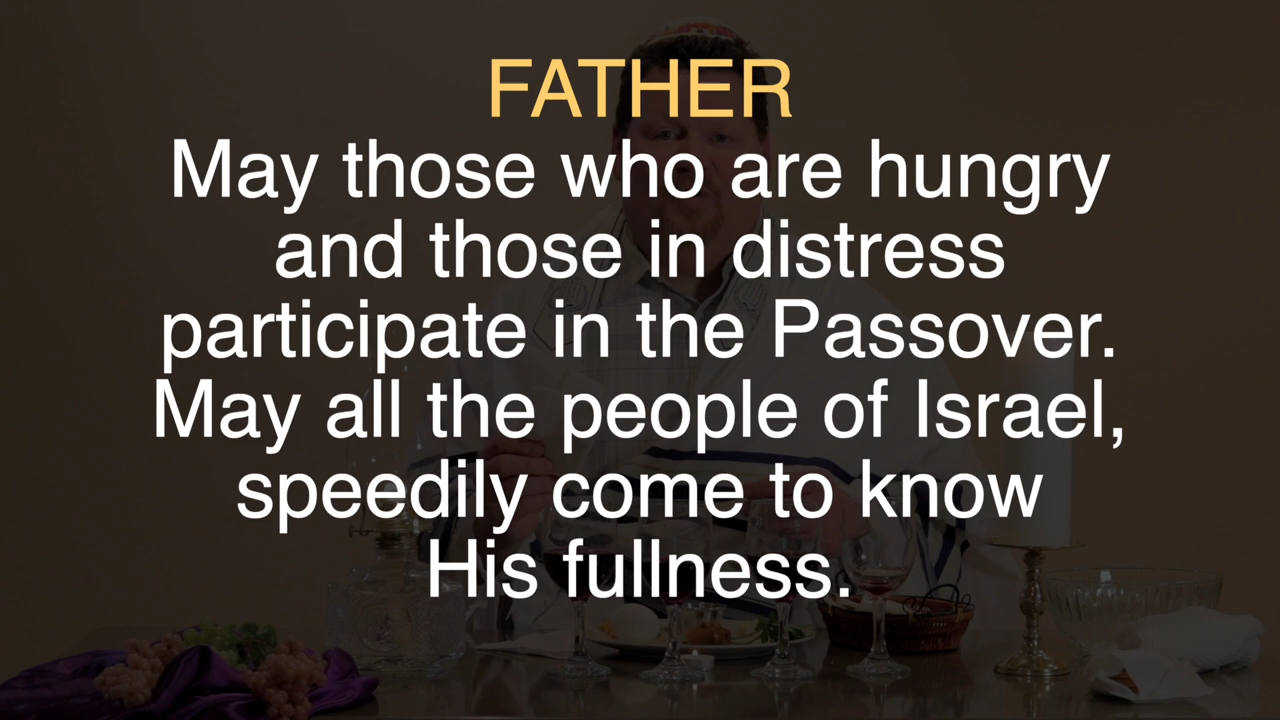 FATHER
May those who are hungry
and those in distress
participate in the Passover.
May all the people of Israel,
speedily come to know
His fullness.